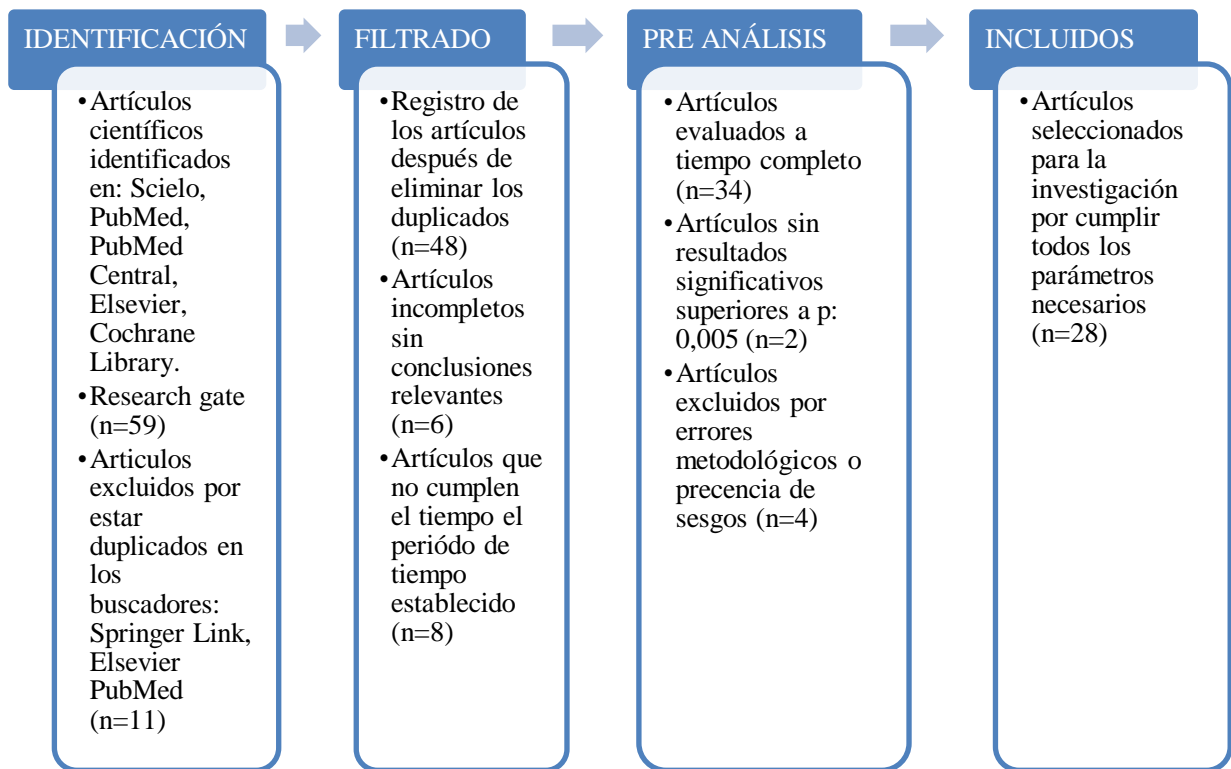 IDENTIFICACIÓN
•Artículos
científicos
identificados
en: Scielo,
PubMed,
PubMed
Central,
Elsevier,
Cochrane
Library.
•Research gate
(n=59)
•Articulos
excluidos por
estar
duplicados en
los
buscadores:
Springer Link,
Elsevier
PubMed
(n=11)
FILTRADO
•Registro de
los artículos
después de
eliminar los
duplicados
(n=48)
•Artículos
incompletos
sin
conclusiones
relevantes
(n=6)
•Artículos que
no cumplen
el tiempo el
periódo de
tiempo
establecido
(n=8)
PRE ANÁLISIS
•Artículos
evaluados a
tiempo completo
(n=34)
•Artículos sin
resultados
significativos
superiores a p:
0,005 (n=2)
•Artículos
excluidos por
errores
metodológicos o
precencia de
sesgos (n=4)
INCLUIDOS
•Artículos
seleccionados
para la
investigación
por cumplir
todos los
parámetros
necesarios
(n=28)